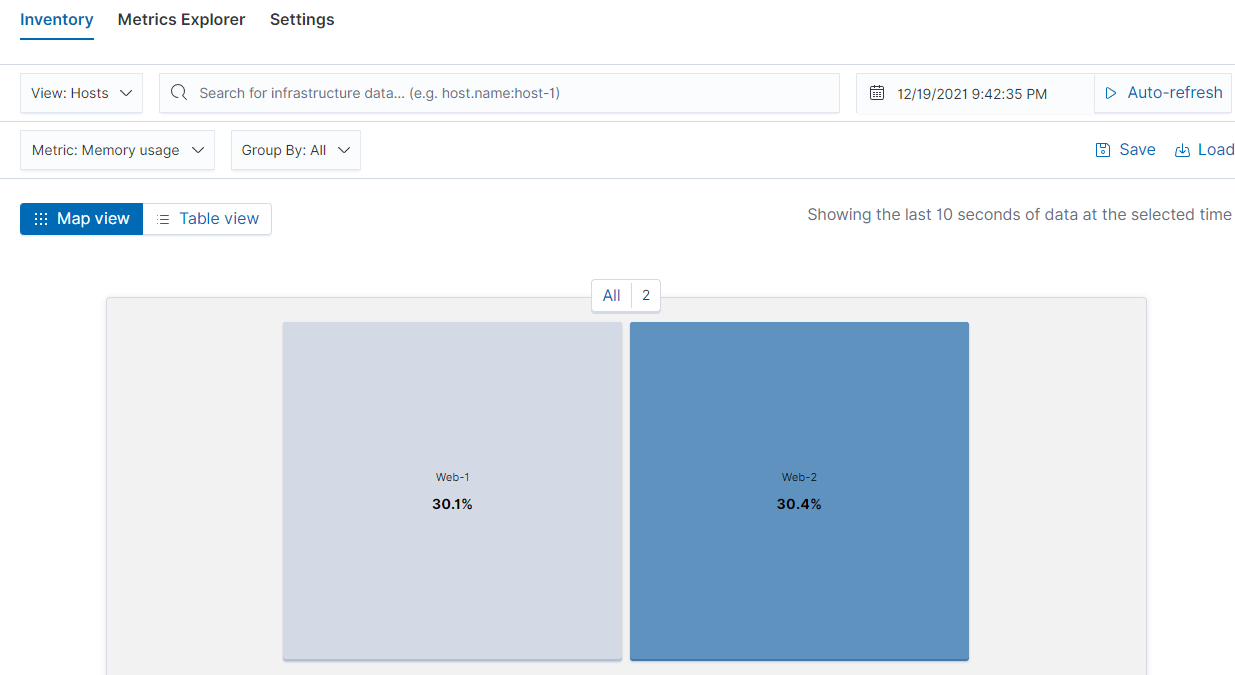 Inventory Metrics Explorer Settings
View: Hosts Search for infrastructure data... (e.g. host.name:host-1) 12/19/2021 9:42:35 PM Auto-refresh
Metric: Memory usage Group By: All Save Load
Map view Table view Showing the last 10 seconds of data at the selected time
All 2
Web-1 Web-2
30.1% 30.4%